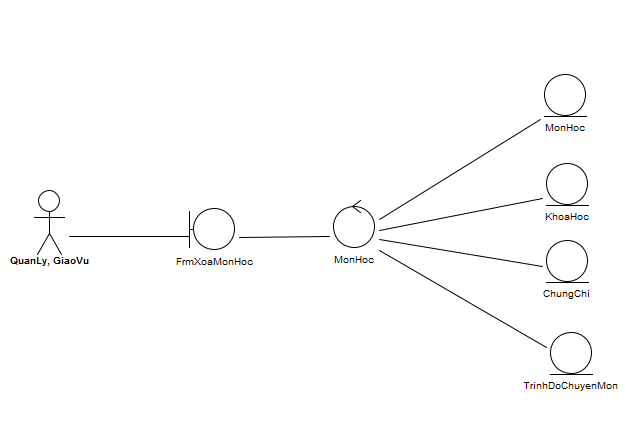 MonHoc
KhoaHoc
QuanLy, GiaoVu
FrmXoaMonHoc
MonHoc
ChungChi
TrinhDoChuyenMon